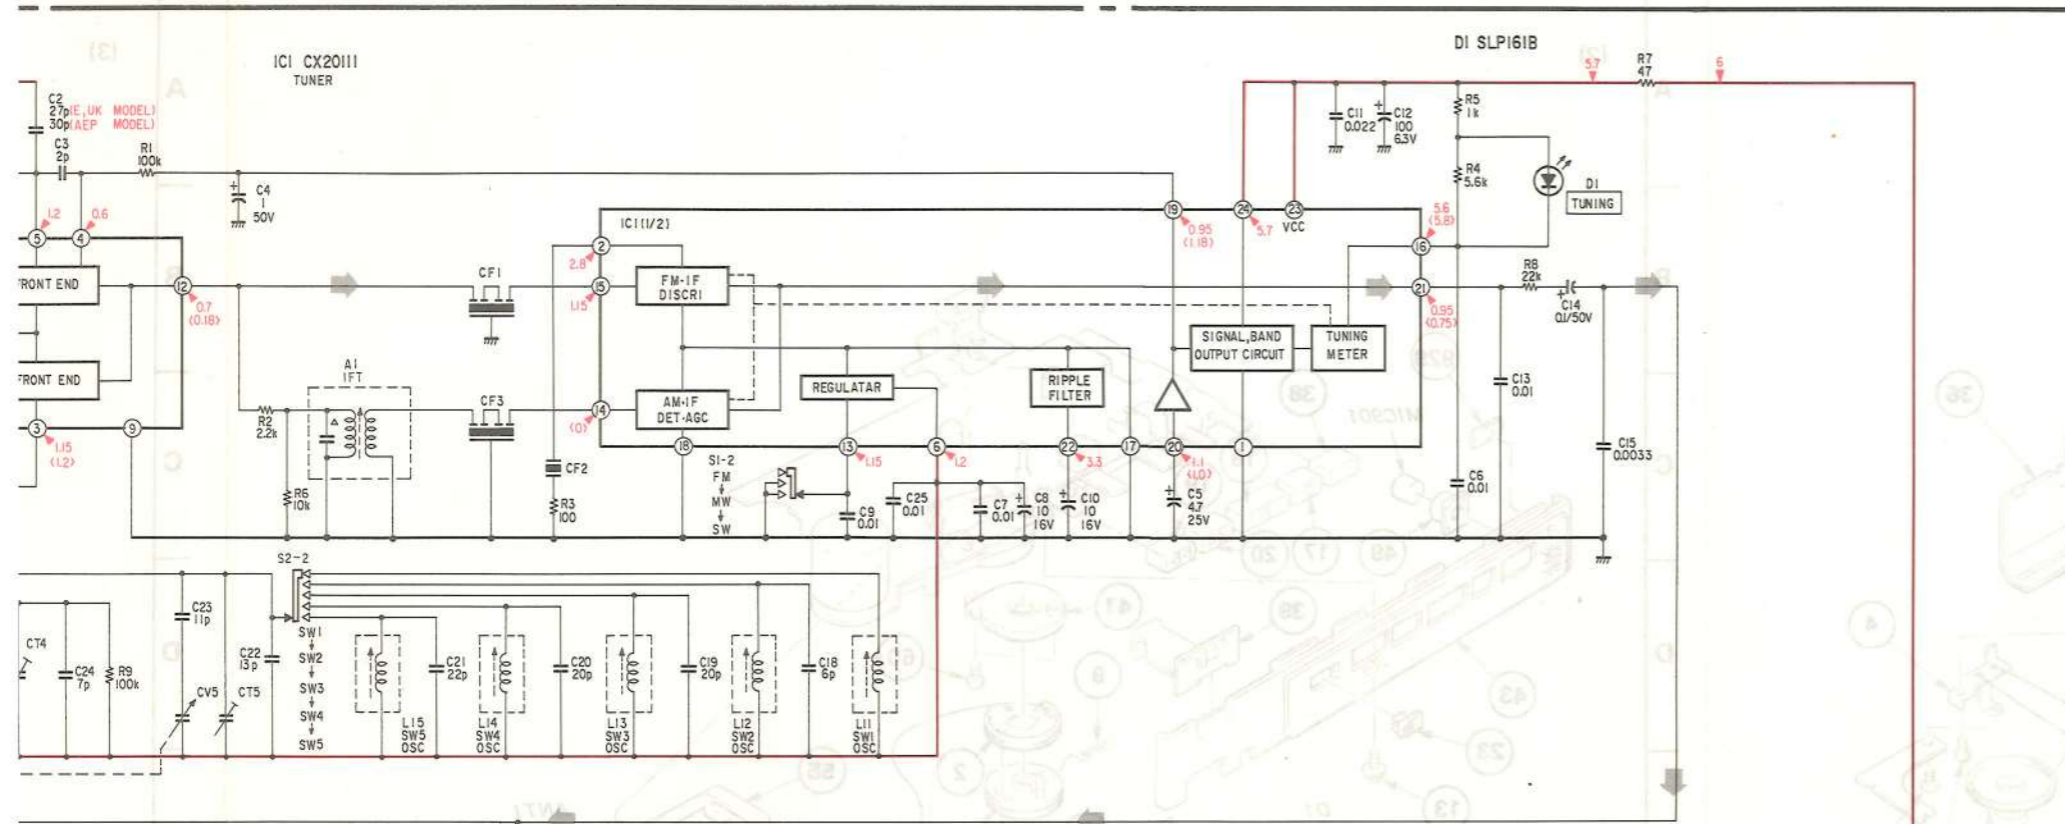 IC1 CX20111
TUNER
D1 SLP161B
C2
27p(E,UK MODEL)
30p(AEP MODEL)
C3
2p
R1
100k
C4
1
50V
1.2
0.6
5
4
FRONT END
12
0.7
(0.18)
FRONT END
3
9
1.15
(1.2)
CF1
A1
IFT
R2
2.2k
R6
10k
CF3
CF2
R3
100
IC1(1/2)
2
2.8
15
1.15
14
(0)
FM-IF
DISCRI
AM-IF
DET-AGC
REGULATAR
RIPPLE
FILTER
SIGNAL,BAND
OUTPUT CIRCUIT
TUNING
METER
19
0.95
(1.18)
24
5.7
23
VCC
5.6
(5.8)
16
21
0.95
(0.75)
18
13
1.15
6
1.2
22
3.3
17
20
1.1
(1.0)
1
S1-2
FM
MW
SW
C9
0.01
C25
0.01
C7
0.01
C8
10
16V
C10
10
16V
C5
4.7
25V
C11
0.022
C12
100
6.3V
R5
1k
R4
5.6k
D1
TUNING
5.7
R7
47
6
R8
22k
C14
0.1/50V
C13
0.01
C6
0.01
C15
0.0033
CT4
C24
7p
R9
100k
C23
11p
CV5
CT5
C22
13p
S2-2
SW1
SW2
SW3
SW4
SW5
L15
SW5
OSC
C21
22p
L14
SW4
OSC
C20
20p
L13
SW3
OSC
C19
20p
L12
SW2
OSC
C18
6p
L11
SW1
OSC